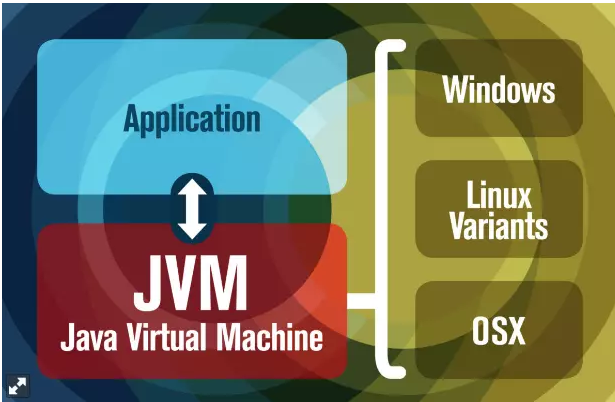 Application
JVM
Java Virtual Machine
Windows
Linux
Variants
OSX